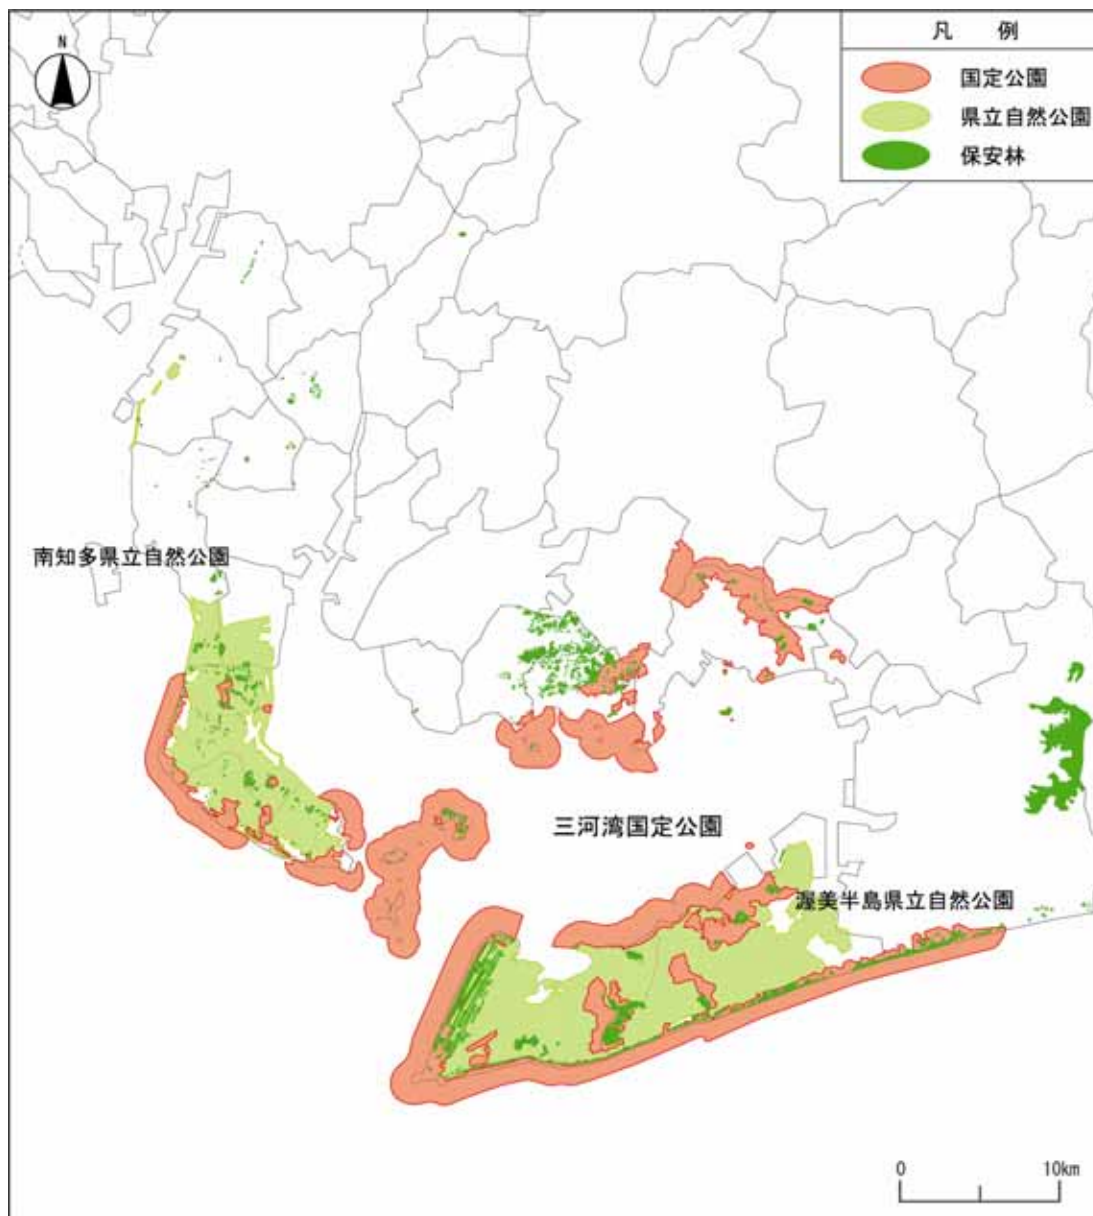 N
凡 例
国定公園
県立自然公園
保安林
南知多県立自然公園
三河湾国定公園
渥美半島県立自然公園
0 10km